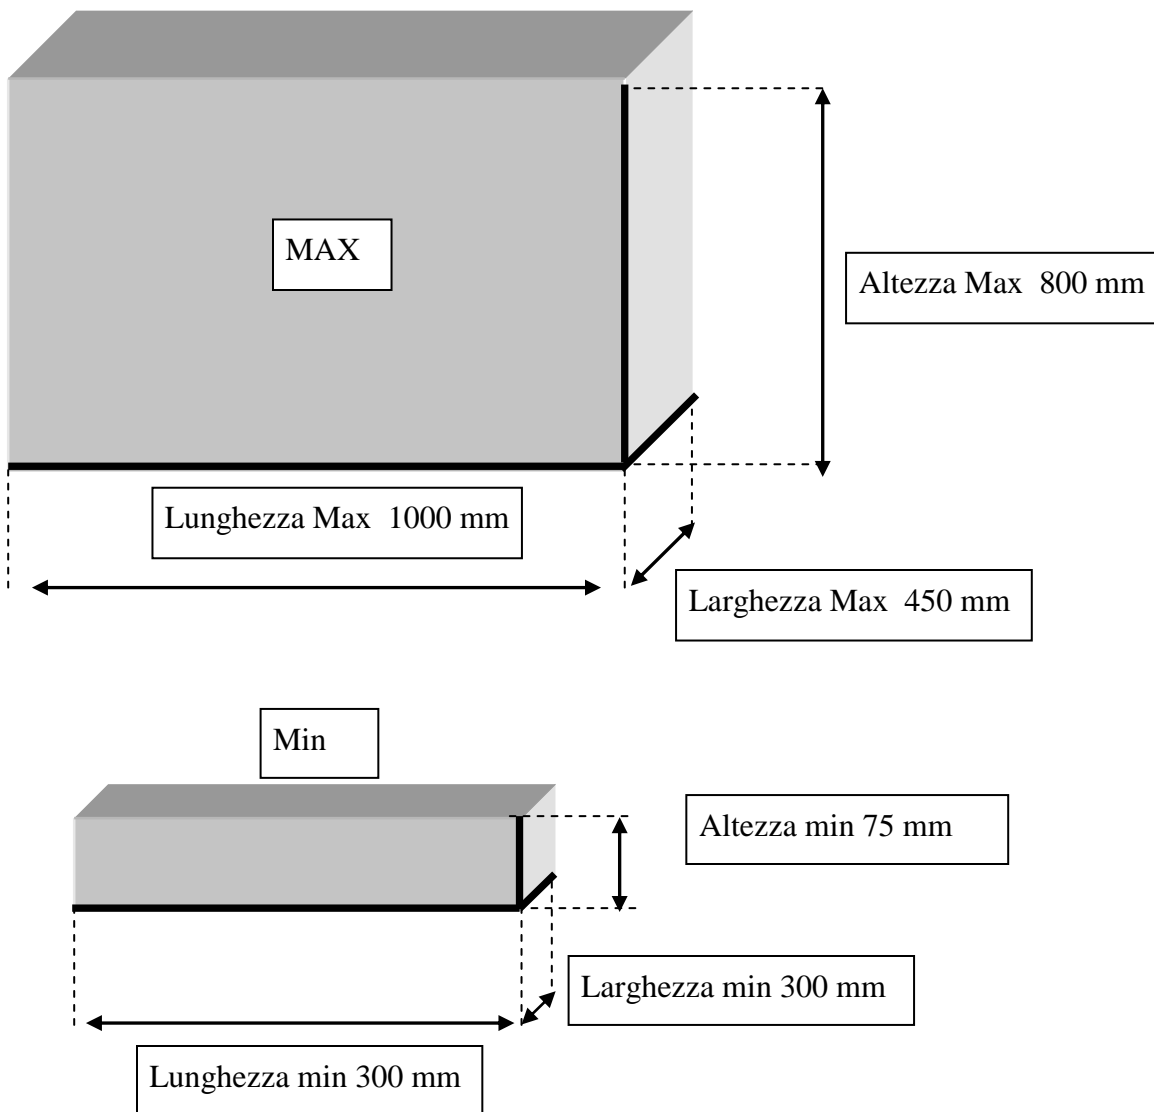 MAX
Altezza Max  800 mm
Lunghezza Max  1000 mm
Larghezza Max  450 mm
Min
Altezza min 75 mm
Larghezza min 300 mm
Lunghezza min 300 mm